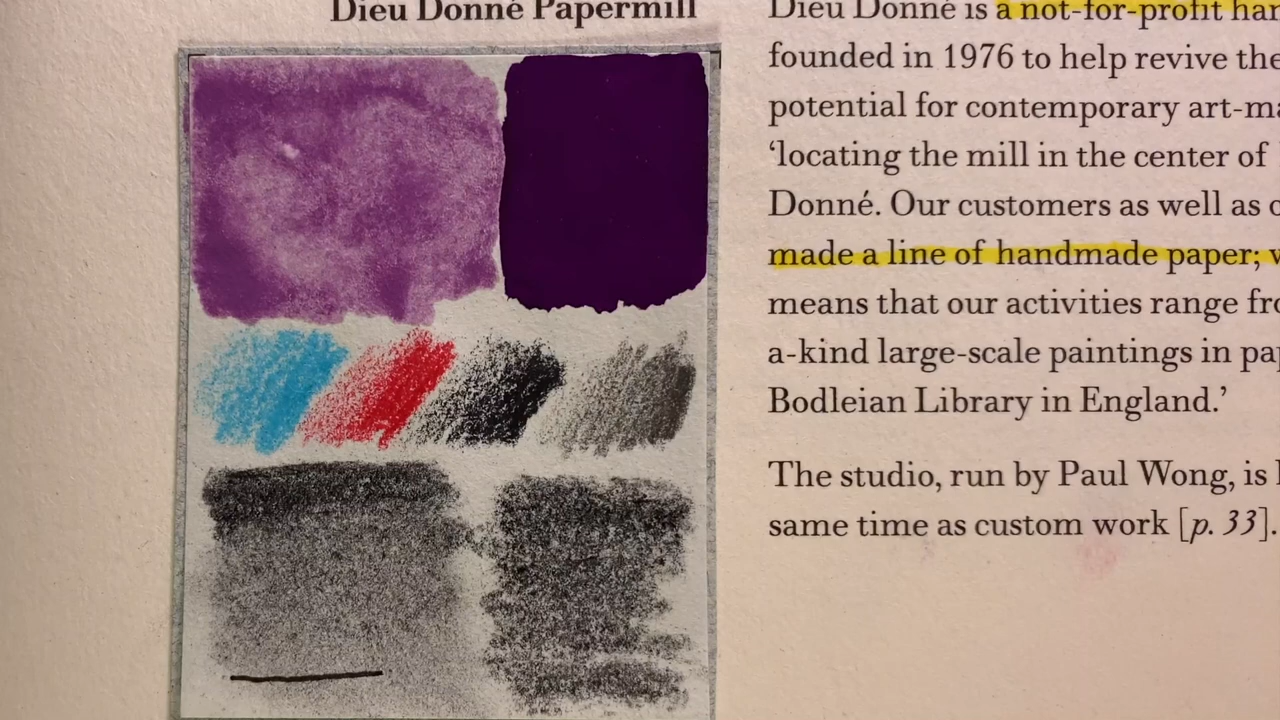 Dieu Donné Papermill
Dieu Donné is a not-for-profit
founded in 1976 to help revive the
potential for contemporary
‘locating the mill in the center of
Donné. Our customers as well as
made a line of handmade paper;
means that our activities range
a-kind large-scale paintings in
Bodleian Library in England.’
The studio, run by Paul Wong, is
same time as custom work [p. 33].